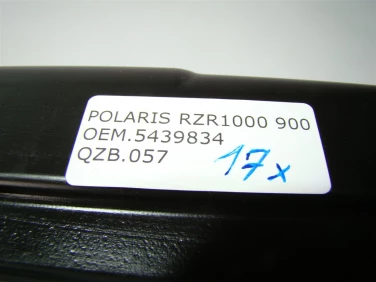 POLARIS RZR1000 900
OEM.5439834
QZB.057
17x